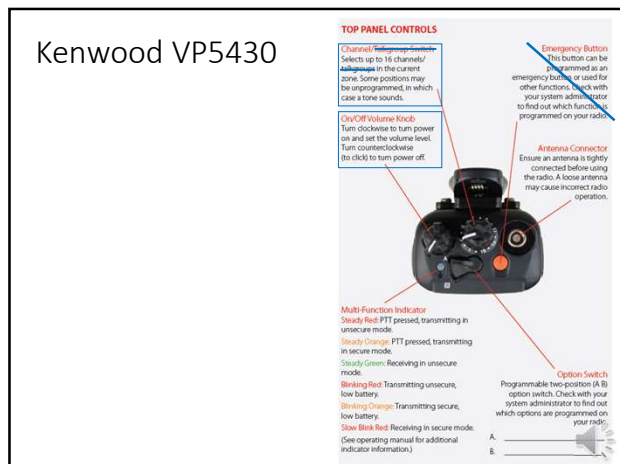 Kenwood VP5430
TOP PANEL CONTROLS
Channel/Talkgroup Switch
Selects up to 16 channels/
talkgroups in the current
zone. Some positions may
be unprogrammed, in which
case a tone sounds.
On/Off Volume Knob
Turn clockwise to turn power
on and set the volume level.
Turn counterclockwise
(to click) to turn power off.
Emergency Button
This button can be
programmed as an
emergency button or used for
other functions. Check with
your system administrator
to find out which function is
programmed on your radio.
Antenna Connector
Ensure an antenna is tightly
connected before using
the radio. A loose antenna
may cause incorrect radio
operation.
Multi-Function Indicator
Steady Red: PTT pressed, transmitting in
unsecure mode.
Steady Orange: PTT pressed, transmitting
in secure mode.
Steady Green: Receiving in unsecure
mode.
Blinking Red: Transmitting unsecure,
low battery.
Blinking Orange: Transmitting secure,
low battery.
Slow Blink Red: Receiving in secure mode.
(See operating manual for additional
indicator information.)
Option Switch
Programmable two-position (A B)
option switch. Check with your
system administrator to find out
which options are programmed on
your radio.
A.
B.